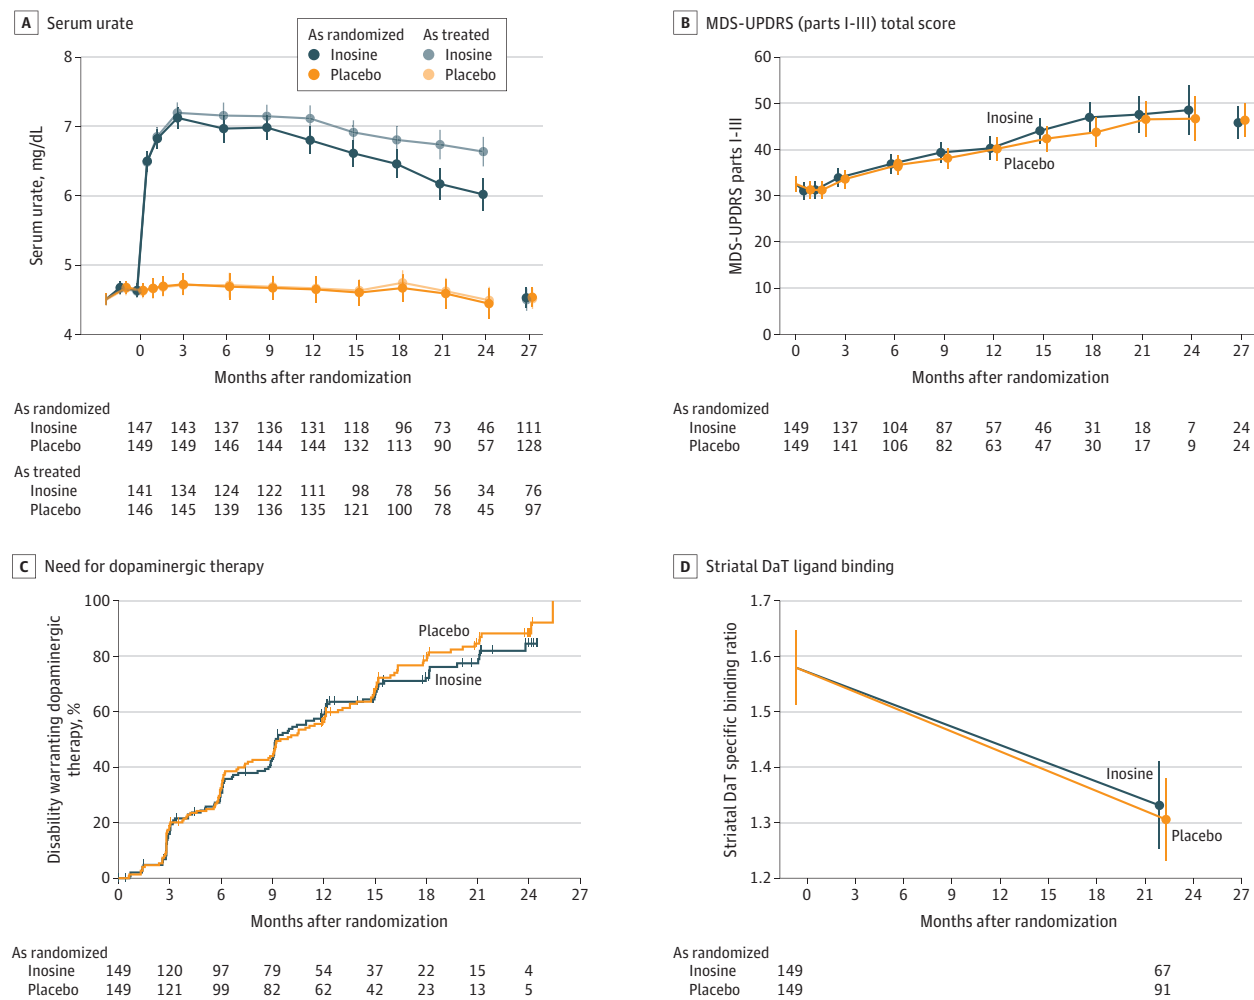 A Serum urate
As randomized As treated
Inosine Inosine
Placebo Placebo
8
7
6
5
4
Serum urate, mg/dL
0 3 6 9 12 15 18 21 24 27
Months after randomization
As randomized
Inosine 147 143 137 136 131 118 96 73 46 111
Placebo 149 149 146 144 144 132 113 90 57 128
As treated
Inosine 141 134 124 122 111 98 78 56 34 76
Placebo 146 145 139 136 135 121 100 78 45 97
B MDS-UPDRS (parts I-III) total score
60
50
40
30
20
10
0
MDS-UPDRS parts I-III
Inosine
Placebo
0 3 6 9 12 15 18 21 24 27
Months after randomization
As randomized
Inosine 149 137 104 87 57 46 31 18 7 24
Placebo 149 141 106 82 63 47 30 17 9 24
C Need for dopaminergic therapy
100
80
60
40
20
0
Disability warranting dopaminergic
therapy, %
Placebo
Inosine
0 3 6 9 12 15 18 21 24 27
Months after randomization
As randomized
Inosine 149 120 97 79 54 37 22 15 4
Placebo 149 121 99 82 62 42 23 13 5
D Striatal DaT ligand binding
1.7
1.6
1.5
1.4
1.3
1.2
Striatal DaT specific binding ratio
Inosine
Placebo
0 3 6 9 12 15 18 21 24 27
Months after randomization
As randomized
Inosine 149 67
Placebo 149 91